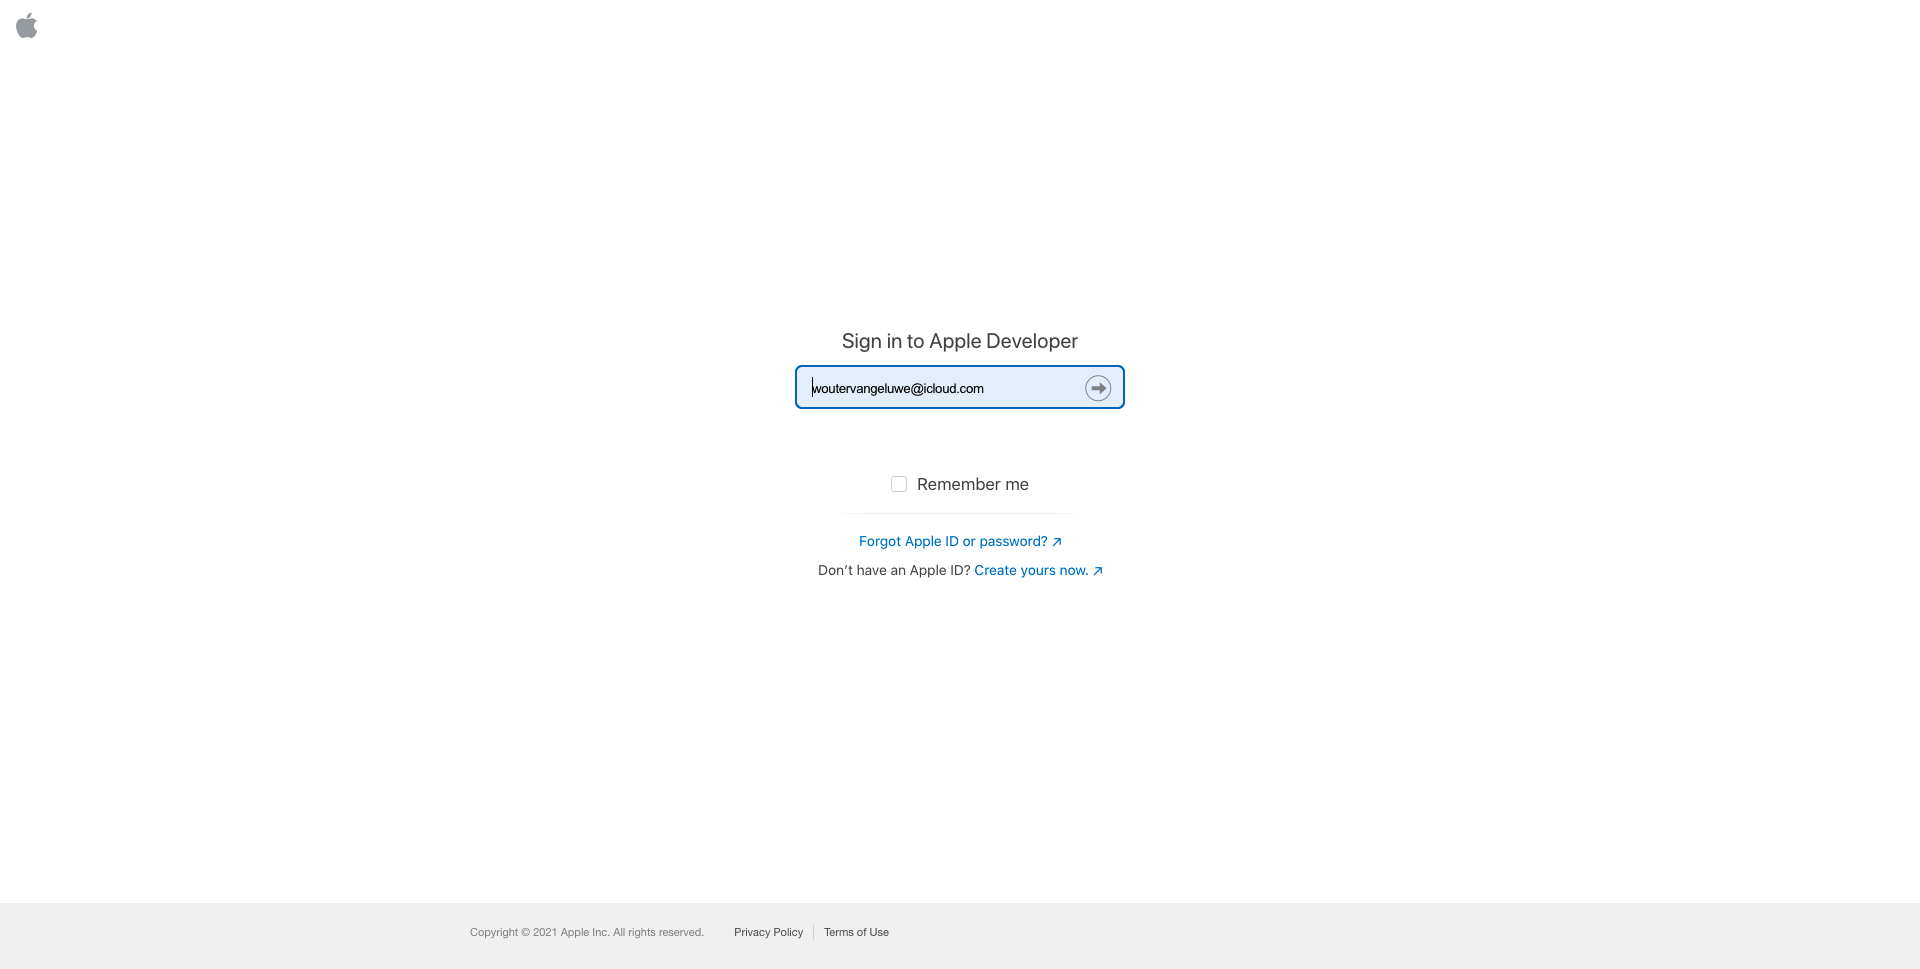 Sign in to Apple Developer
woutervangeluwe@icloud.com
Remember me
Forgot Apple ID or password? ↗
Don’t have an Apple ID? Create yours now. ↗
Copyright © 2021 Apple Inc. All rights reserved. Privacy Policy Terms of Use